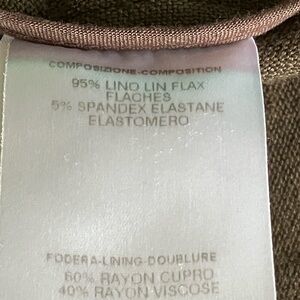 COMPOSIZIONE-COMPOSITION
95% LINO LIN FLAX
FLACHES
5% SPANDEX ELASTANE
ELASTOMERO
FODERA-LINING-DOUBLURE
60% RAYON CUPRO
40% RAYON VISCOSE